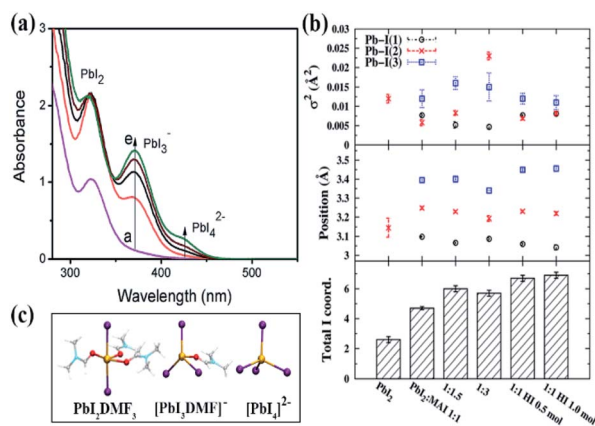 (a)
3
2
1
0
Absorbance
300
400
500
Wavelength (nm)
PbI2
e
PbI3-
a
PbI4 2-
(b)
0.03
0.025
0.02
0.015
0.01
0.005
0
σ² (Å²)
Pb-I(1)
Pb-I(2)
Pb-I(3)
3.5
3.4
3.3
3.2
3.1
3
Position (Å)
6
4
2
0
Total I coord.
PbI2
PbI2:MAI 1:1
1:1.5
1:3
1:1 HI 0.5 mol
1:1 HI 1.0 mol
(c)
PbI2DMF3
[PbI3DMF]-
[PbI4]2-